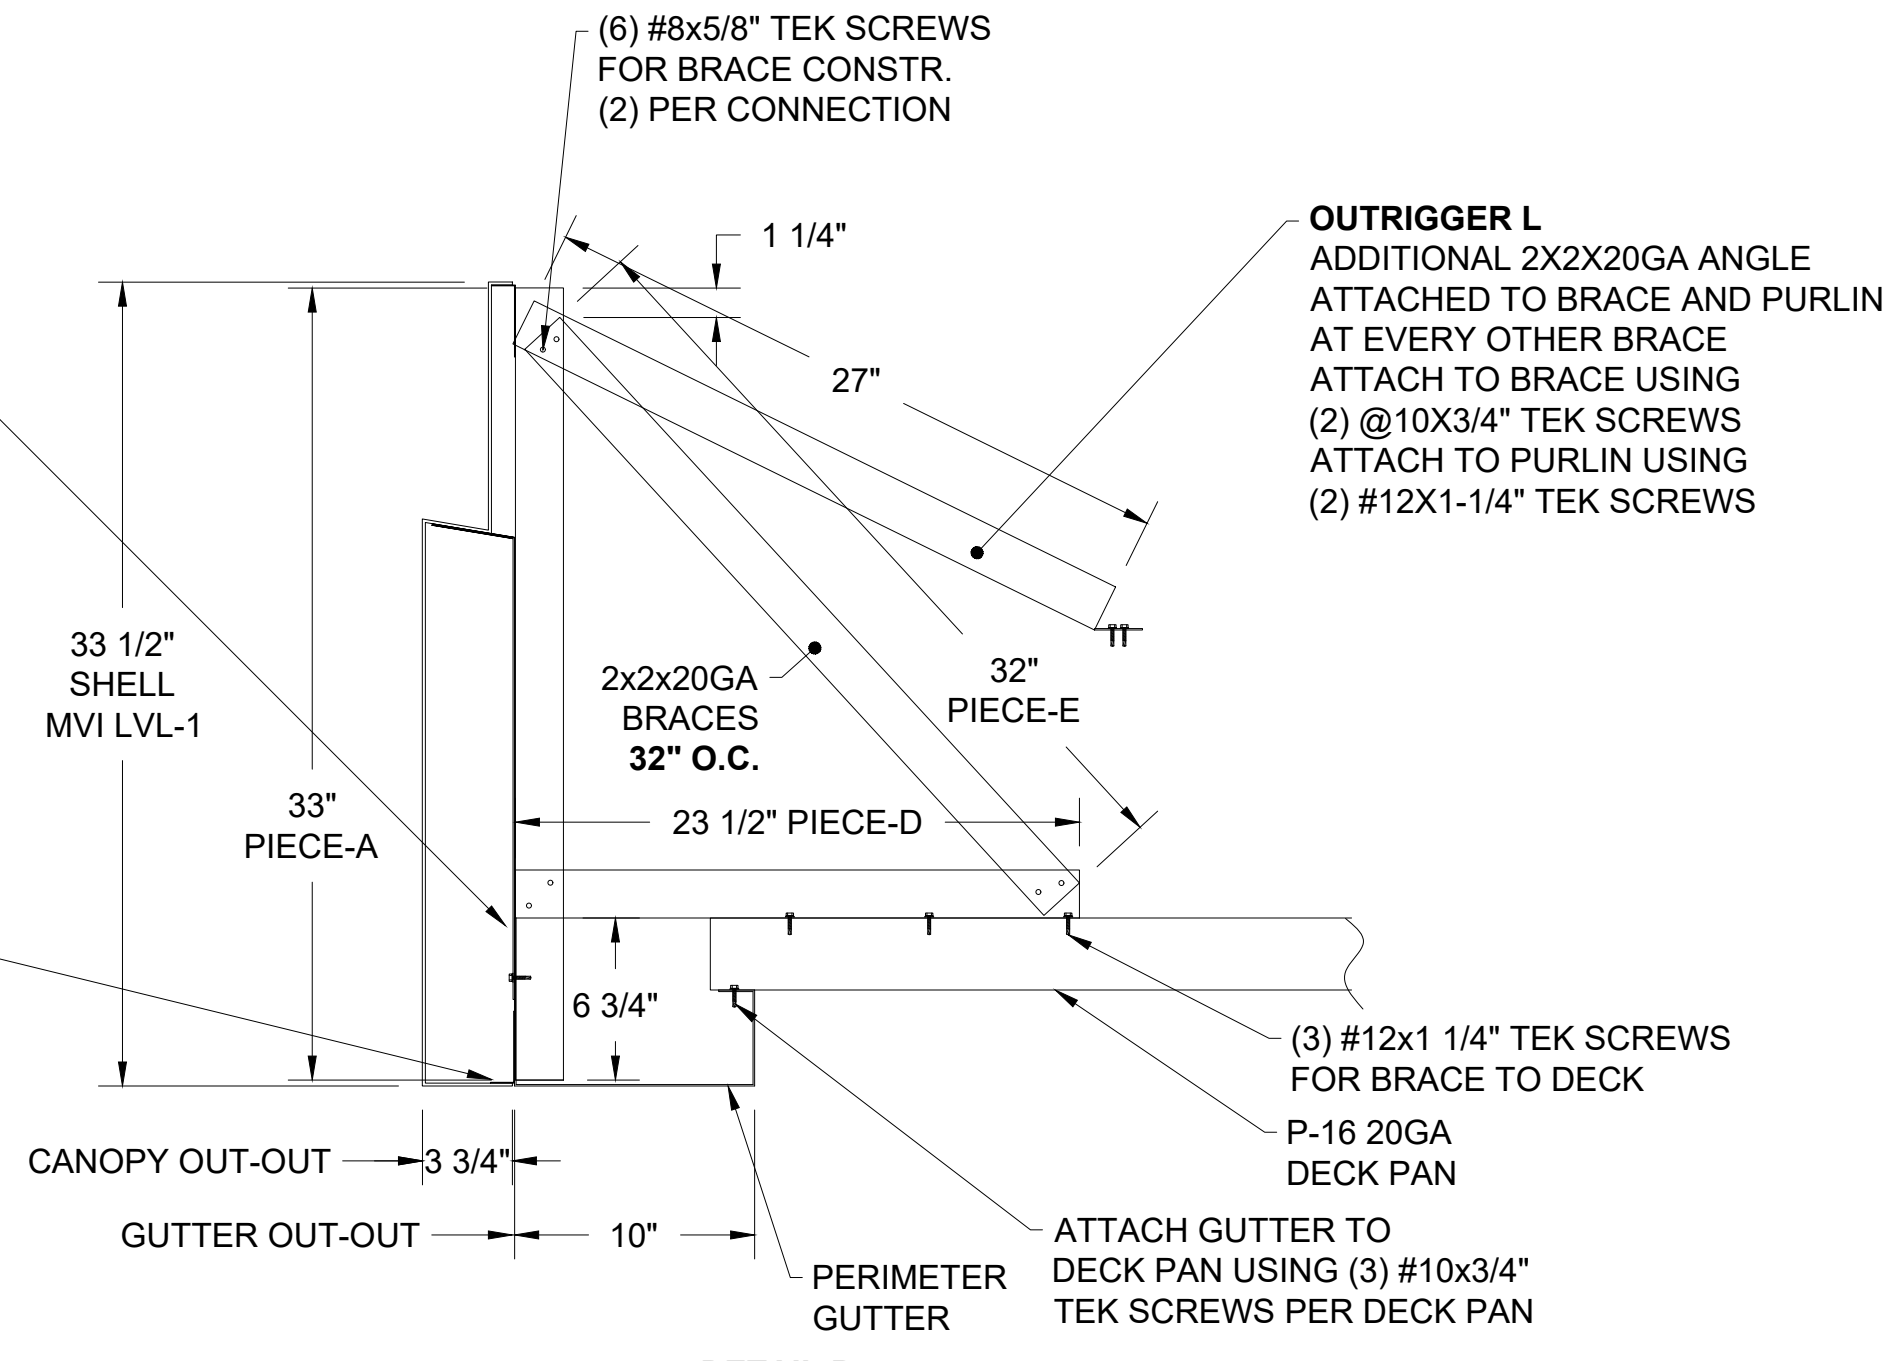 (6) #8x5/8" TEK SCREWS
FOR BRACE CONSTR.
(2) PER CONNECTION
1 1/4"
OUTRIGGER L
ADDITIONAL 2X2X20GA ANGLE
ATTACHED TO BRACE AND PURLIN
AT EVERY OTHER BRACE
ATTACH TO BRACE USING
(2) @10X3/4" TEK SCREWS
ATTACH TO PURLIN USING
(2) #12X1-1/4" TEK SCREWS
27"
33 1/2"
SHELL
MVI LVL-1
2x2x20GA
BRACES
32" O.C.
32"
PIECE-E
33"
PIECE-A
23 1/2" PIECE-D
6 3/4"
(3) #12x1 1/4" TEK SCREWS
FOR BRACE TO DECK
P-16 20GA
DECK PAN
CANOPY OUT-OUT
3 3/4"
GUTTER OUT-OUT
10"
PERIMETER
GUTTER
ATTACH GUTTER TO
DECK PAN USING (3) #10x3/4"
TEK SCREWS PER DECK PAN